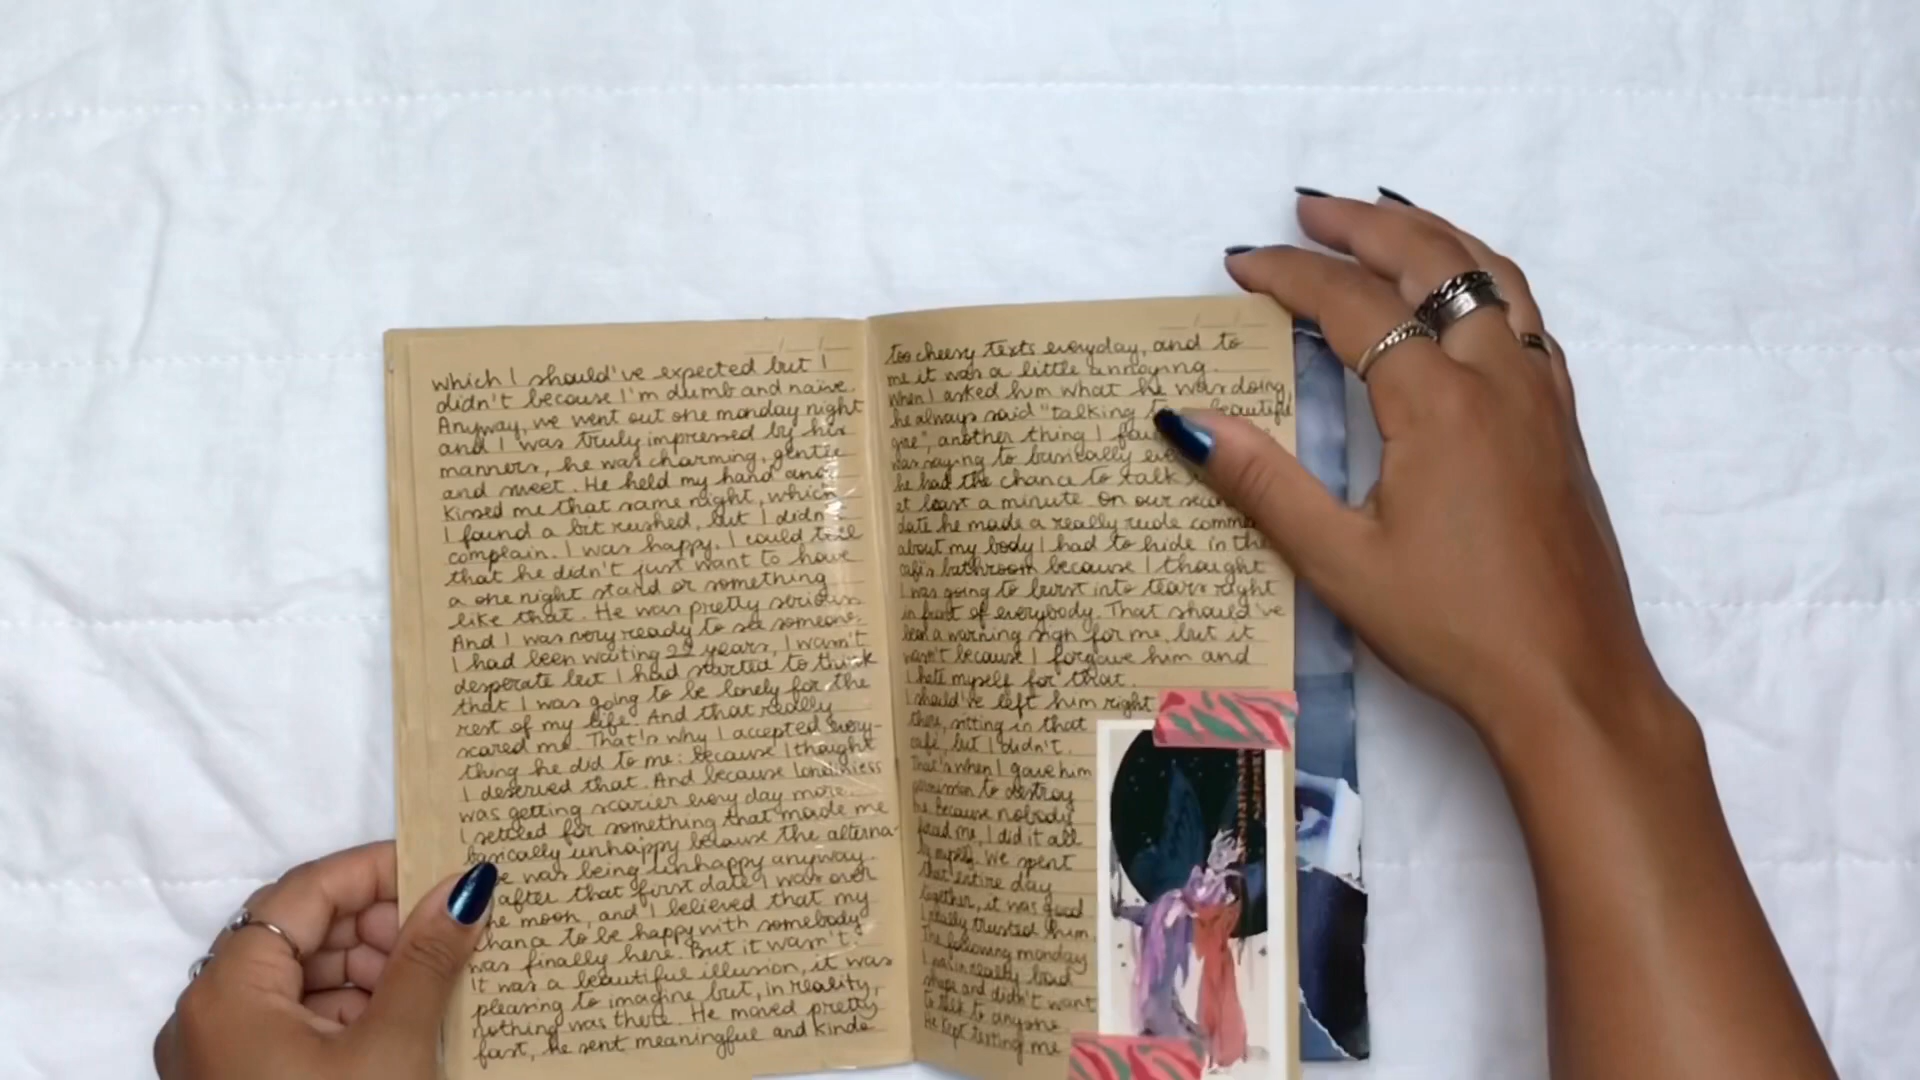 which I should've expected but I
didn't because I'm dumb and naive.
Anyway, we went out one monday night
and I was truly impressed by his
manners, he was charming, gentle
and sweet. He held my hand and
kissed me that same night, which
I found a bit rushed, but I didn't
complain. I was happy. I could tell
that he didn't just want to have
a one night stand or something
like that. He was pretty serious.
And I was very ready to see someone.
I had been waiting years, I wasn't
desperate but I had started to think
that I was going to be lonely for the
rest of my life. And that really
scared me. That's why I accepted every-
thing he did to me: because I thought
I deserved that. And because loneliness
was getting scarier every day more.
I settled for something that made me
basically unhappy because the alterna-
was being unhappy anyway.
after that first date I was over
moon, and I believed that my
to be happy with somebody
was finally here. But it wasn't.
It was a beautiful illusion, it was
pleasing to imagine but, in reality,
nothing was there. He moved pretty
fast, he sent meaningful and kinda
too cheesy texts everyday, and to
me it was a little annoying.
When I asked him what he was doing,
he always said "talking beautiful
another thing I
was saying to basically
he had the chance to talk
at least a minute. On our
date he made a really rude
about my body I had to hide in the
bathroom because I thought
I was going to burst into tears right
in front of everybody. That should've
been a warning sign for me, but it
wasn't because I forgave him and
I hate myself for that.
I should've left him right
there, sitting in that
café, but I didn't.
That's when I gave him
permission to destroy
me. Because nobody
forced me, I did it all
by myself. We spent
that entire day
together, it was good
I really trusted him.
The following monday
I was in really bad
shape and didn't want
to talk to anyone
He kept texting me